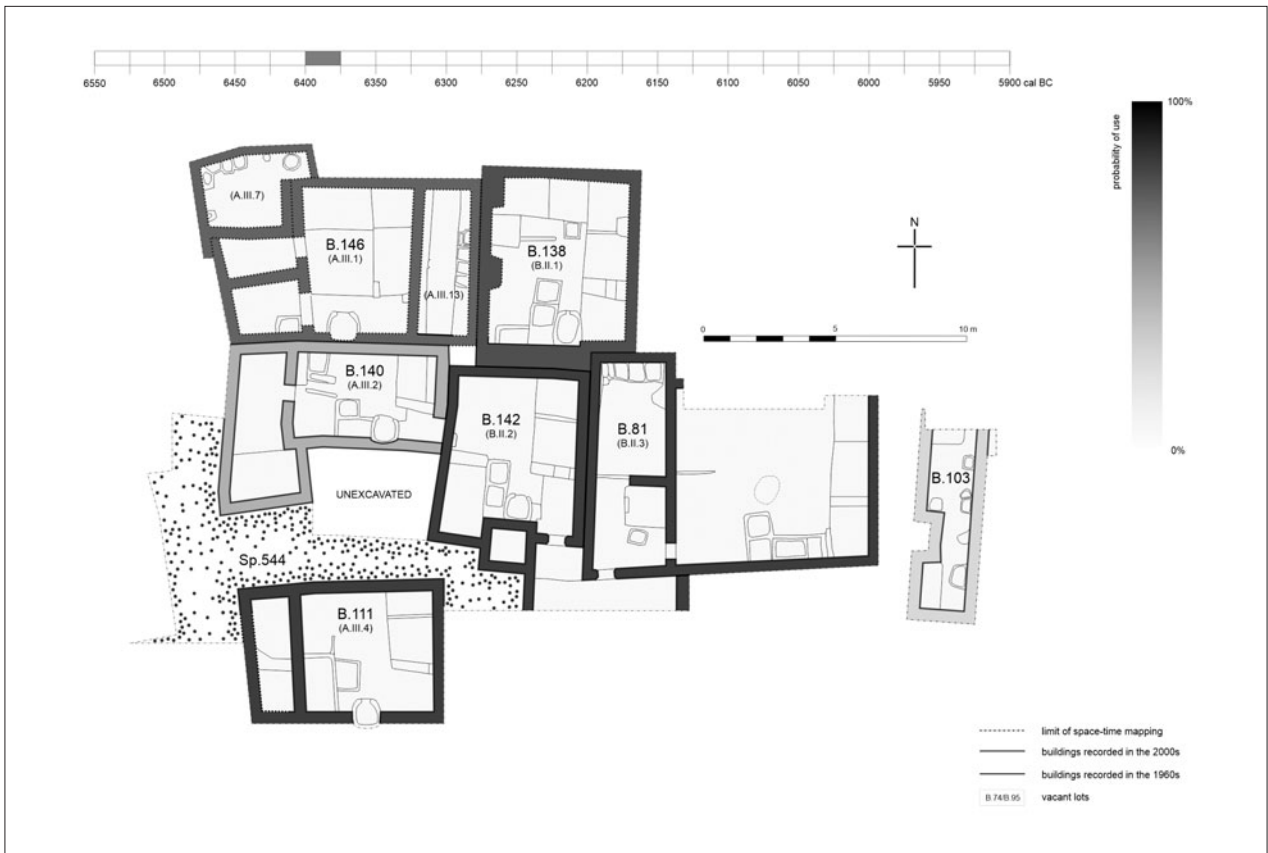 6550 6500 6450 6400 6350 6300 6250 6200 6150 6100 6050 6000 5950 5900 cal BC
100%
probability of use
0%
(A.III.7)
B.146
(A.III.1)
(A.III.13)
B.138
(B.II.1)
N
0 5 10 m
B.140
(A.III.2)
B.142
(B.II.2)
B.81
(B.II.3)
B.103
UNEXCAVATED
Sp.544
B.111
(A.III.4)
limit of space-time mapping
buildings recorded in the 2000s
buildings recorded in the 1960s
B.74/B.95 vacant lots